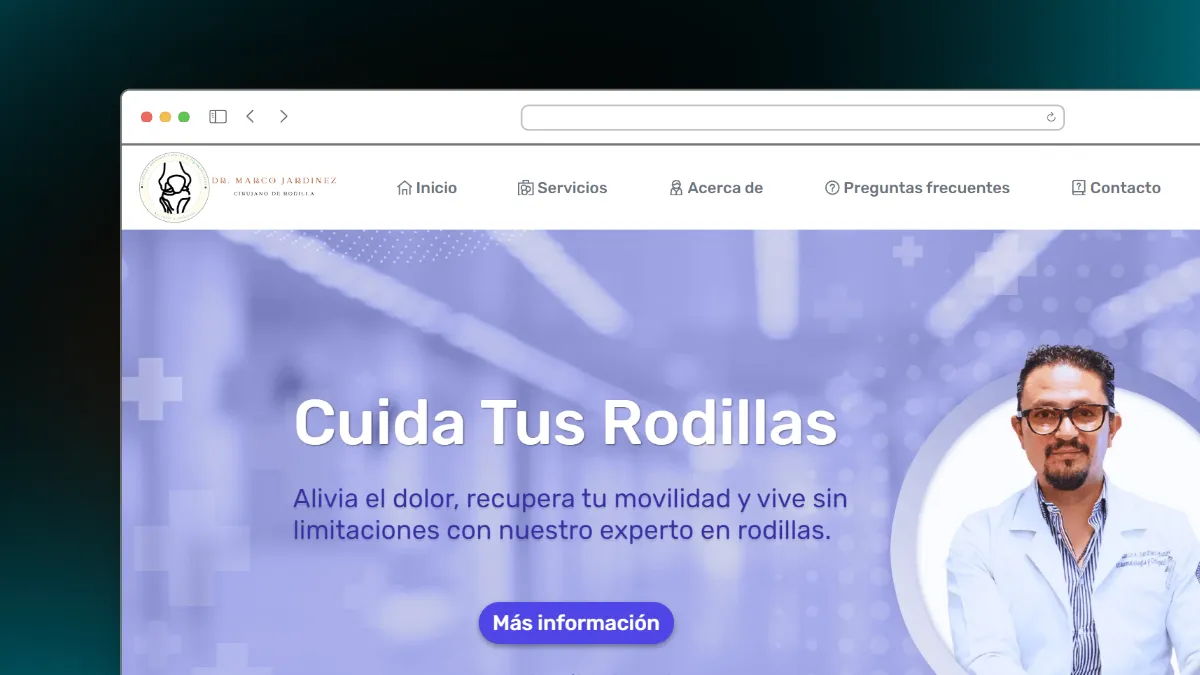 DR. MARCO JARDINEZ
CIRUJANO DE RODILLA
Inicio
Servicios
Acerca de
Preguntas frecuentes
Contacto
Cuida Tus Rodillas
Alivia el dolor, recupera tu movilidad y vive sin
limitaciones con nuestro experto en rodillas.
Más información